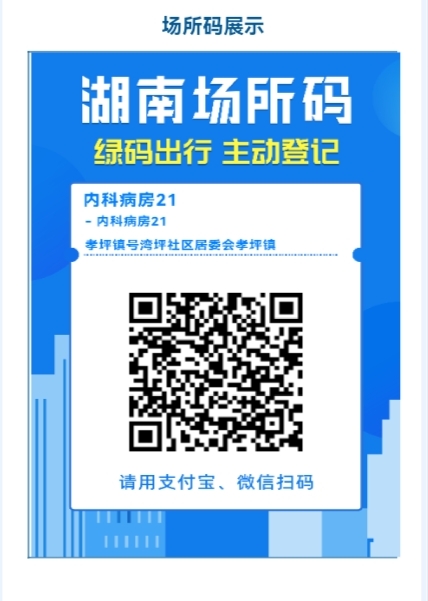 场所码展示
湖南场所码
绿码出行 主动登记
内科病房21
- 内科病房21
孝坪镇号湾坪社区居委会孝坪镇
请用支付宝、微信扫码